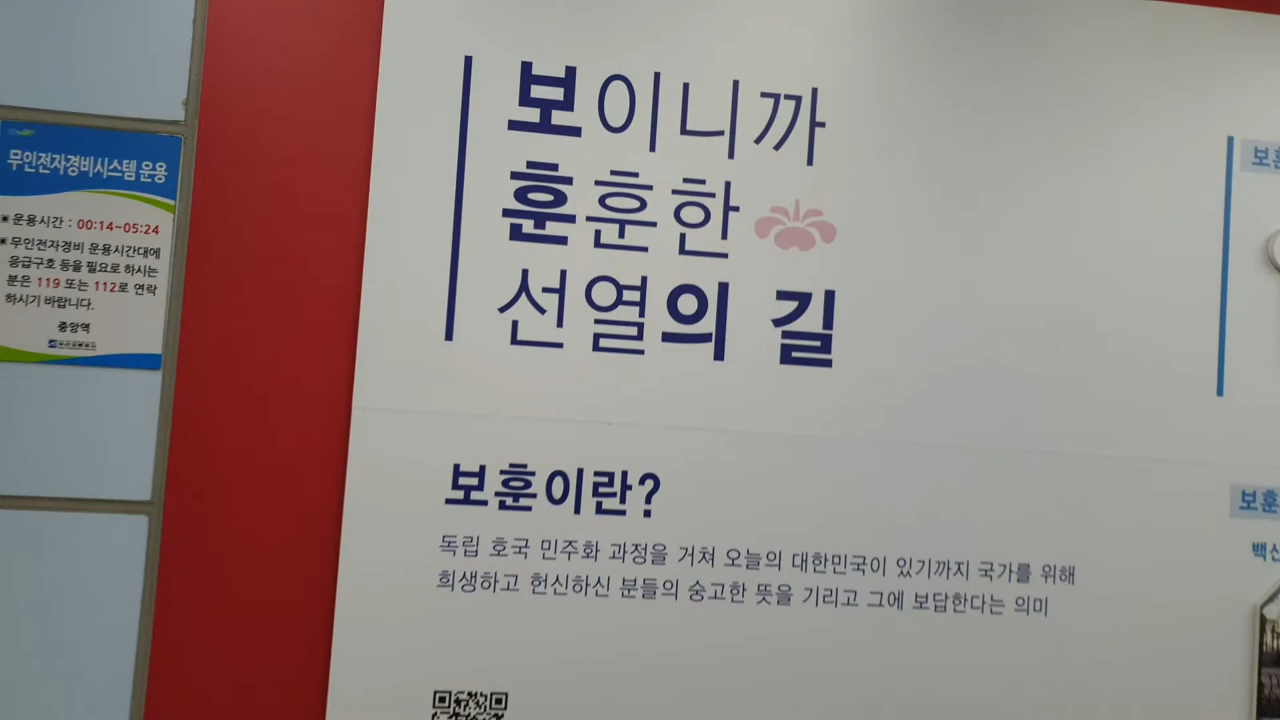 무인전자경비시스템 운용
▣ 운용시간 : 00:14~05:24
▣ 무인전자경비 운용시간대에
응급구호 등을 필요로 하시는
분은 119 또는 112로 연락
하시기 바랍니다.
중앙역
보이니까
훈훈한
선열의 길
보훈이란?
독립 호국 민주화 과정을 거쳐 오늘의 대한민국이 있기까지 국가를 위해
희생하고 헌신하신 분들의 숭고한 뜻을 기리고 그에 보답한다는 의미
보훈
백산